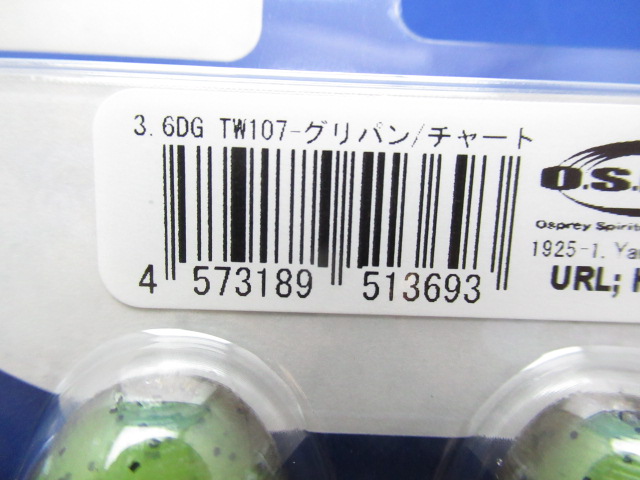 3.6DG TW107-グリパン/チャート
O.S.
Osprey Spirit
1925-1, Ya
URL;
4 573189 513693